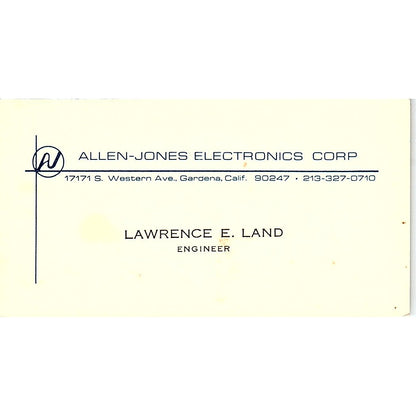 ALLEN-JONES ELECTRONICS CORP
17171 S. Western Ave., Gardena, Calif. 90247 • 213-327-0710
LAWRENCE E. LAND
ENGINEER